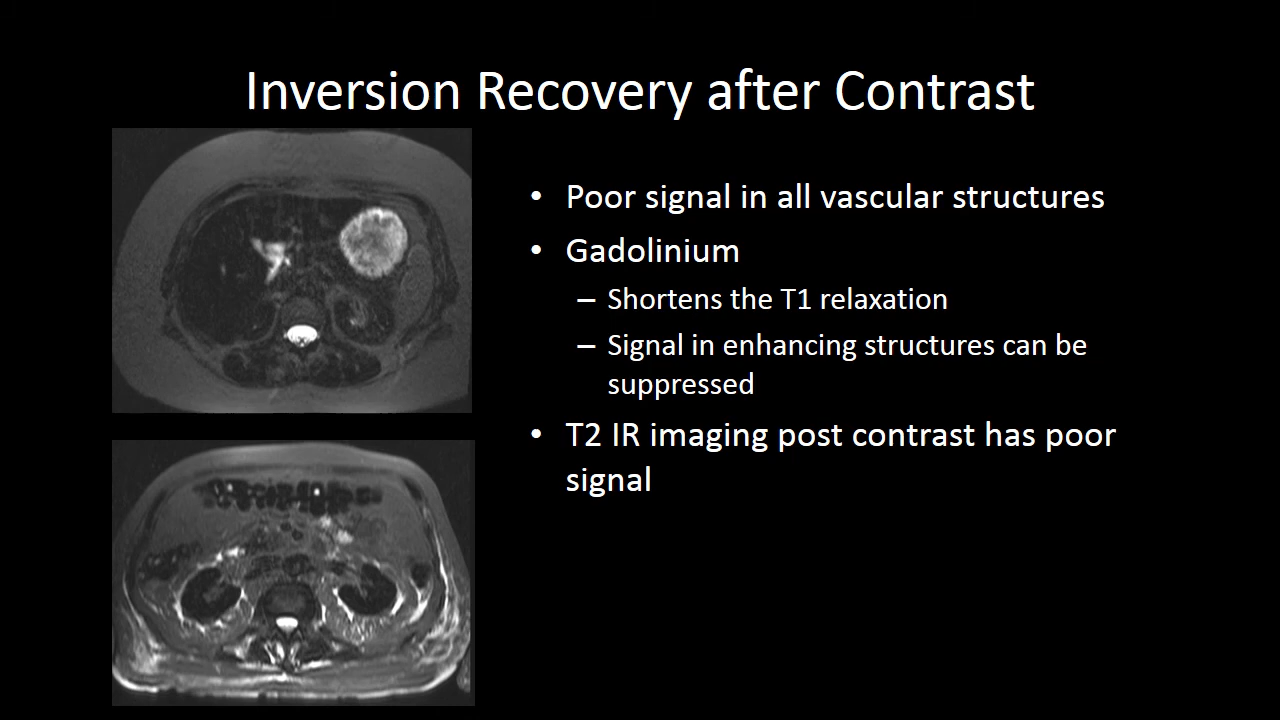 Inversion Recovery after Contrast
• Poor signal in all vascular structures
• Gadolinium
– Shortens the T1 relaxation
– Signal in enhancing structures can be
suppressed
• T2 IR imaging post contrast has poor
signal